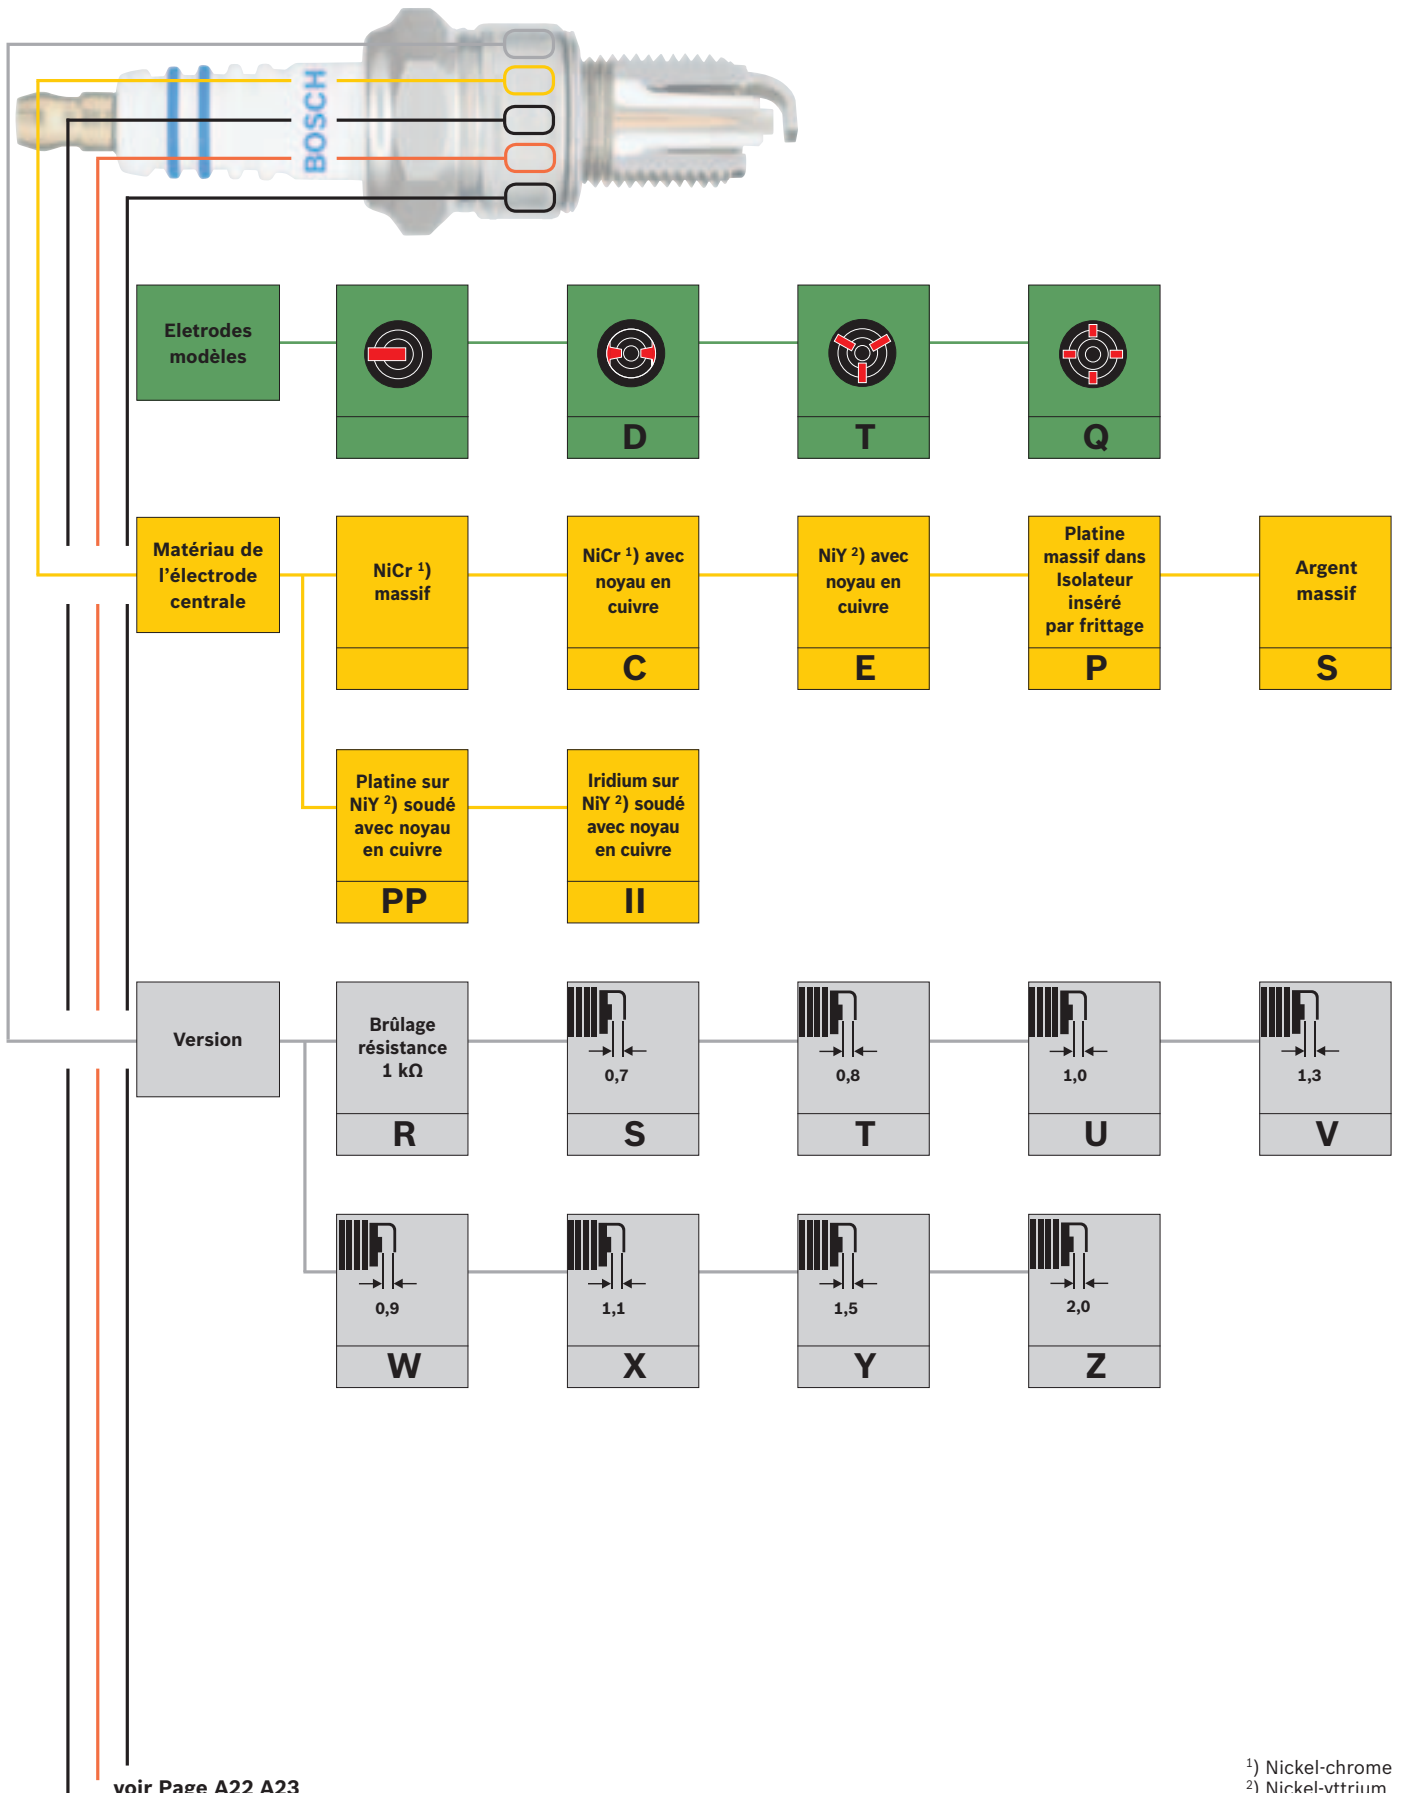 BOSCH
Eletrodes
modèles
D
T
Q
Matériau de
l'électrode
centrale
NiCr ¹)
massif
NiCr ¹) avec
noyau en
cuivre
C
NiY ²) avec
noyau en
cuivre
E
Platine
massif dans
Isolateur
inséré
par frittage
P
Argent
massif
S
Platine sur
NiY ²) soudé
avec noyau
en cuivre
PP
Iridium sur
NiY ²) soudé
avec noyau
en cuivre
II
Version
Brûlage
résistance
1 kΩ
R
0,7
S
0,8
T
1,0
U
1,3
V
0,9
W
1,1
X
1,5
Y
2,0
Z
voir Page A22 A23
¹) Nickel-chrome
²) Nickel-yttrium